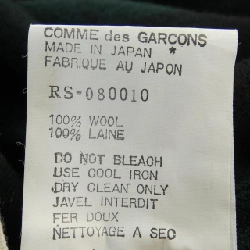 COMME des GARCONS
MADE IN JAPAN *
FABRIQUE AU JAPON
RS-080010
100% WOOL
100% LAINE
DO NOT BLEACH
USE COOL IRON
DRY CLEAN ONLY
JAVEL INTERDIT
FER DOUX
NETTOYAGE A SEC